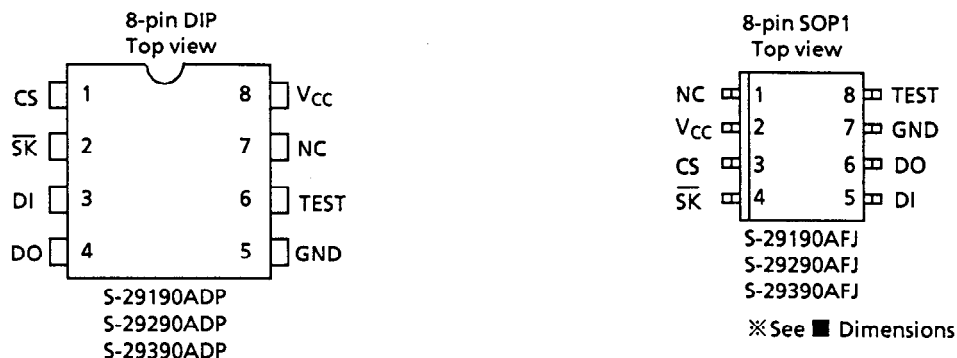 8-pin DIP
Top view
CS 1 8 VCC
S̅K̅ 2 7 NC
DI 3 6 TEST
DO 4 5 GND
S-29190ADP
S-29290ADP
S-29390ADP
8-pin SOP1
Top view
NC 1 8 TEST
VCC 2 7 GND
CS 3 6 DO
S̅K̅ 4 5 DI
S-29190AFJ
S-29290AFJ
S-29390AFJ
※See ■ Dimensions